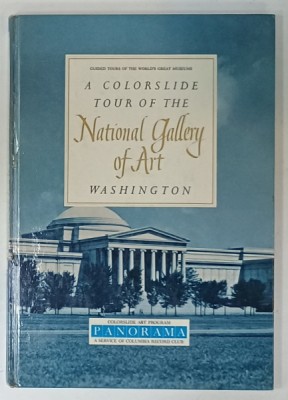 GUIDED TOURS OF THE WORLD'S GREAT MUSEUMS
A COLORSLIDE
TOUR OF THE
National Gallery
of Art
WASHINGTON
COLORSLIDE ART PROGRAM
PANORAMA
A SERVICE OF COLUMBIA RECORD CLUB